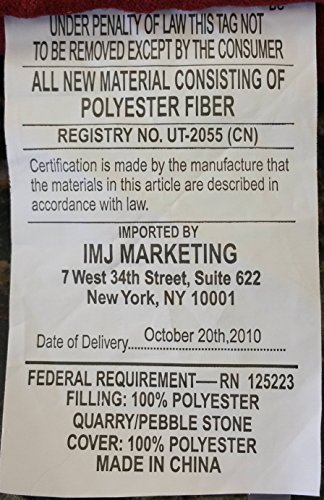 UNDER PENALTY OF LAW THIS TAG NOT
TO BE REMOVED EXCEPT BY THE CONSUMER
ALL NEW MATERIAL CONSISTING OF
POLYESTER FIBER
REGISTRY NO. UT-2055 (CN)
Certification is made by the manufacture that
the materials in this article are described in
accordance with law.
IMPORTED BY
IMJ MARKETING
7 West 34th Street, Suite 622
New York, NY 10001
Date of Delivery.....October 20th,2010.....
FEDERAL REQUIREMENT—RN 125223
FILLING: 100% POLYESTER
QUARRY/PEBBLE STONE
COVER: 100% POLYESTER
MADE IN CHINA